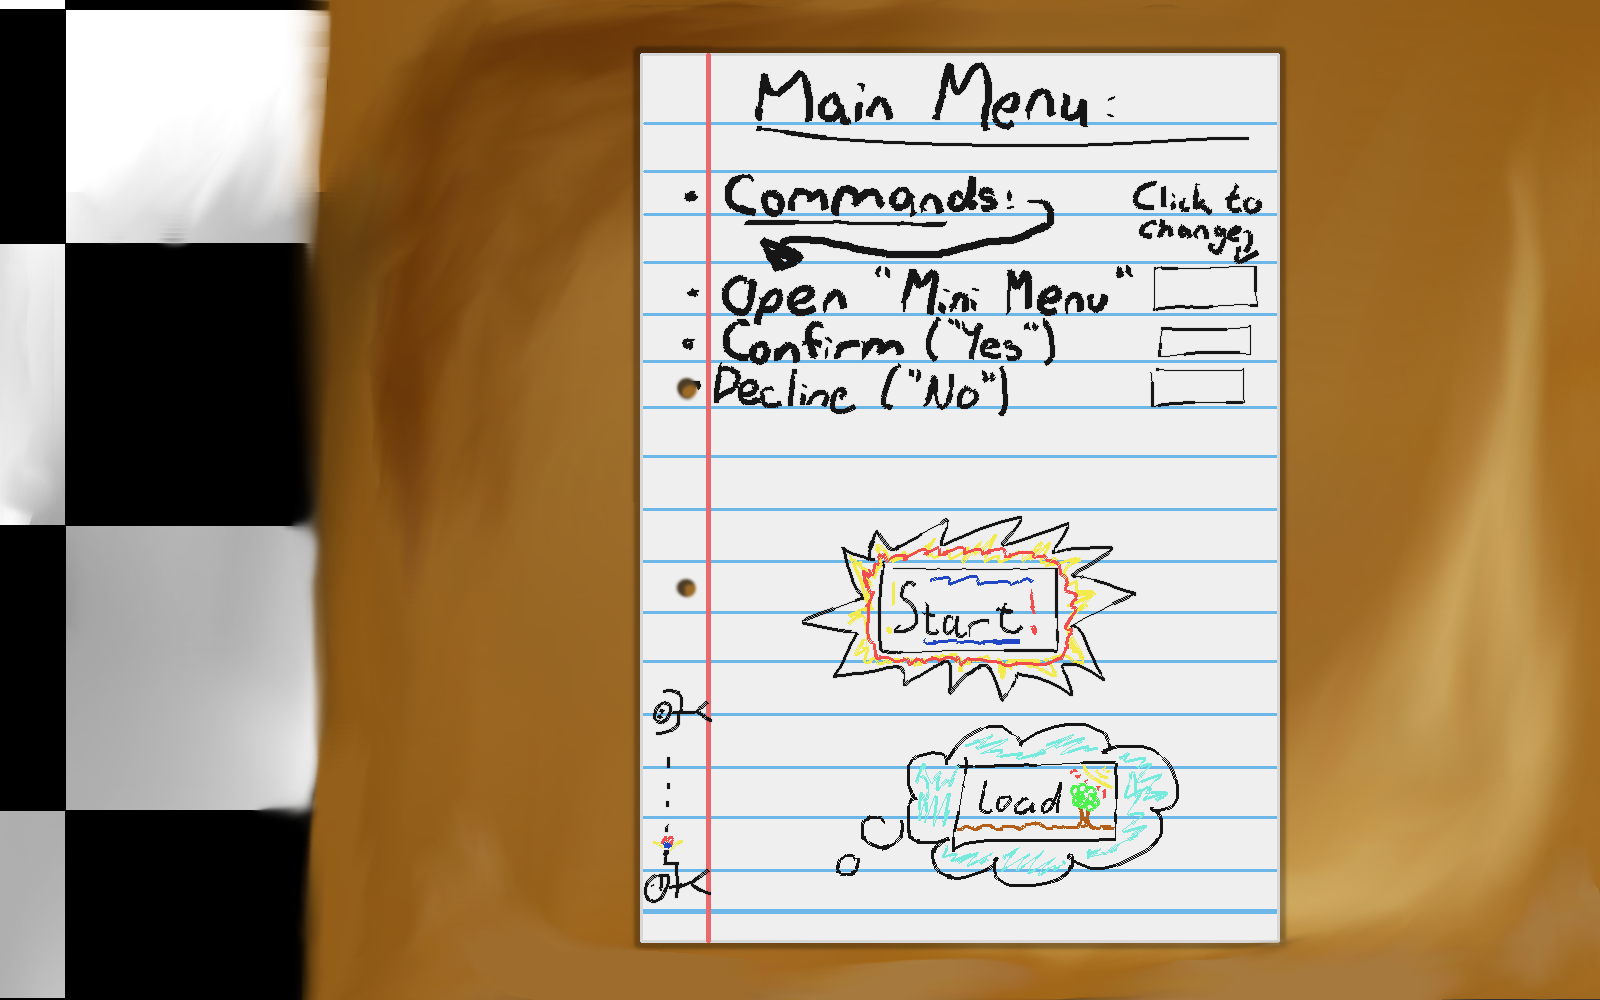 Main Menu:
• Commands:
Click to
change
• Open "Mini Menu"
• Confirm ("Yes")
• Decline ("No")
! Start !
Load